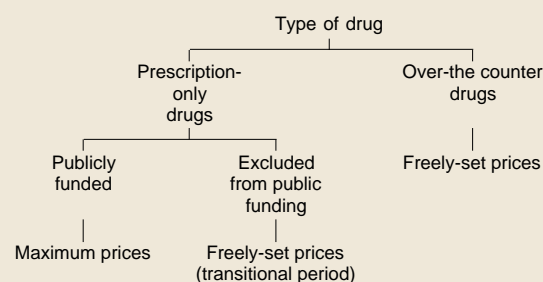 Type of drug
Prescription-
only
drugs
Over-the counter
drugs
Publicly
funded
Excluded
from public
funding
Freely-set prices
Maximum prices
Freely-set prices
(transitional period)